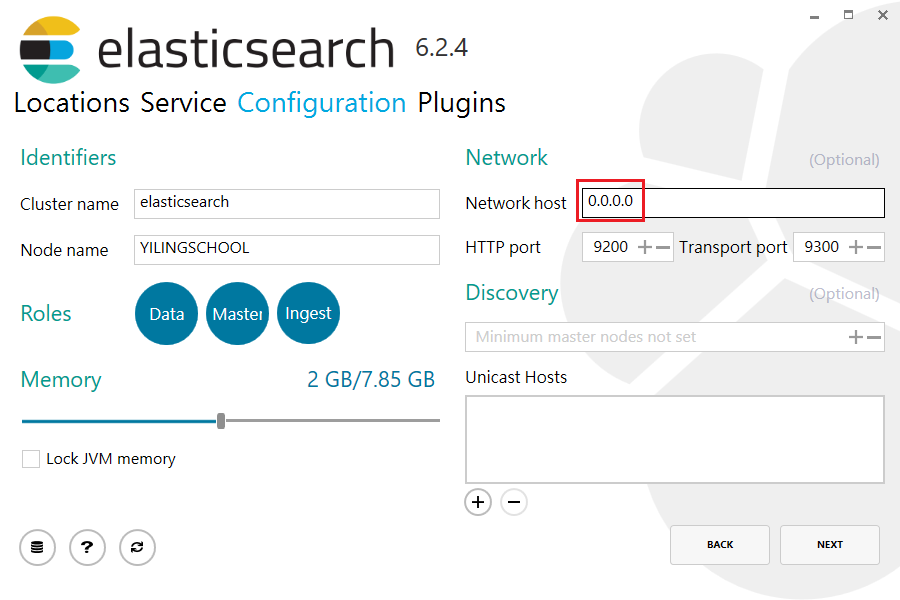 elasticsearch 6.2.4
Locations Service Configuration Plugins
Identifiers
Cluster name elasticsearch
Node name YILINGSCHOOL
Roles Data Master Ingest
Memory 2 GB/7.85 GB
Lock JVM memory
Network (Optional)
Network host 0.0.0.0
HTTP port 9200 Transport port 9300
Discovery (Optional)
Minimum master nodes not set
Unicast Hosts
BACK NEXT